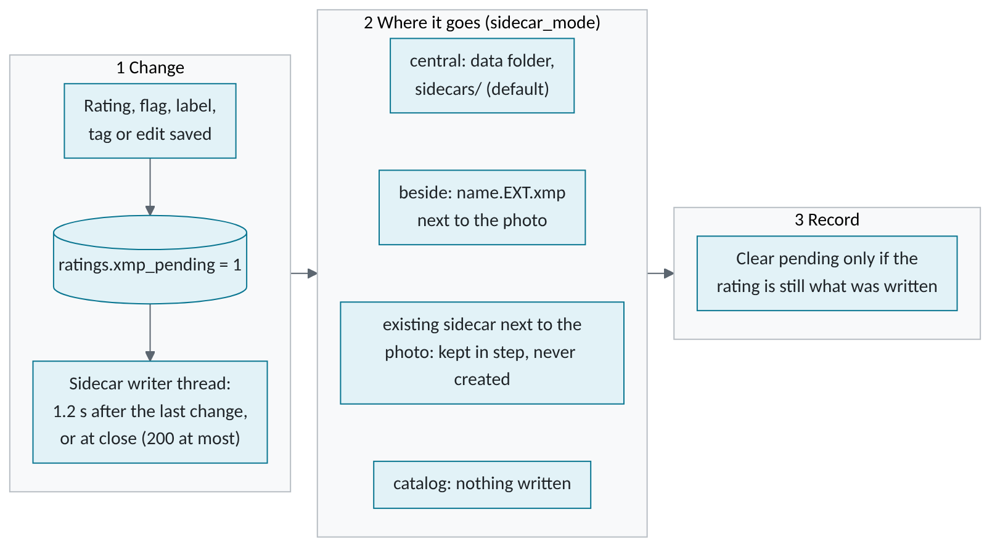 1 Change
Rating, flag, label,
tag or edit saved
ratings.xmp_pending = 1
Sidecar writer thread:
1.2 s after the last change,
or at close (200 at most)
2 Where it goes (sidecar_mode)
central: data folder,
sidecars/ (default)
beside: name.EXT.xmp
next to the photo
existing sidecar next to the
photo: kept in step, never
created
catalog: nothing written
3 Record
Clear pending only if the
rating is still what was written